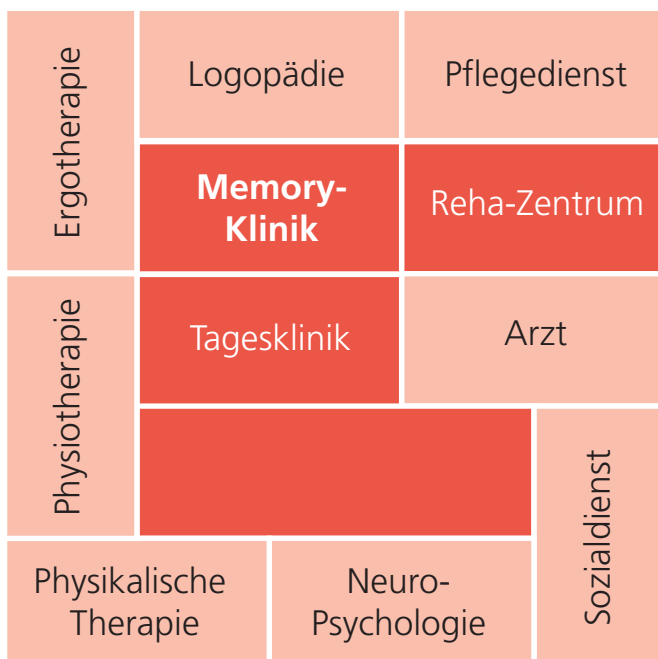 Ergotherapie
Logopädie
Pflegedienst
Memory-
Klinik
Reha-Zentrum
Physiotherapie
Tagesklinik
Arzt
Sozialdienst
Physikalische
Therapie
Neuro-
Psychologie